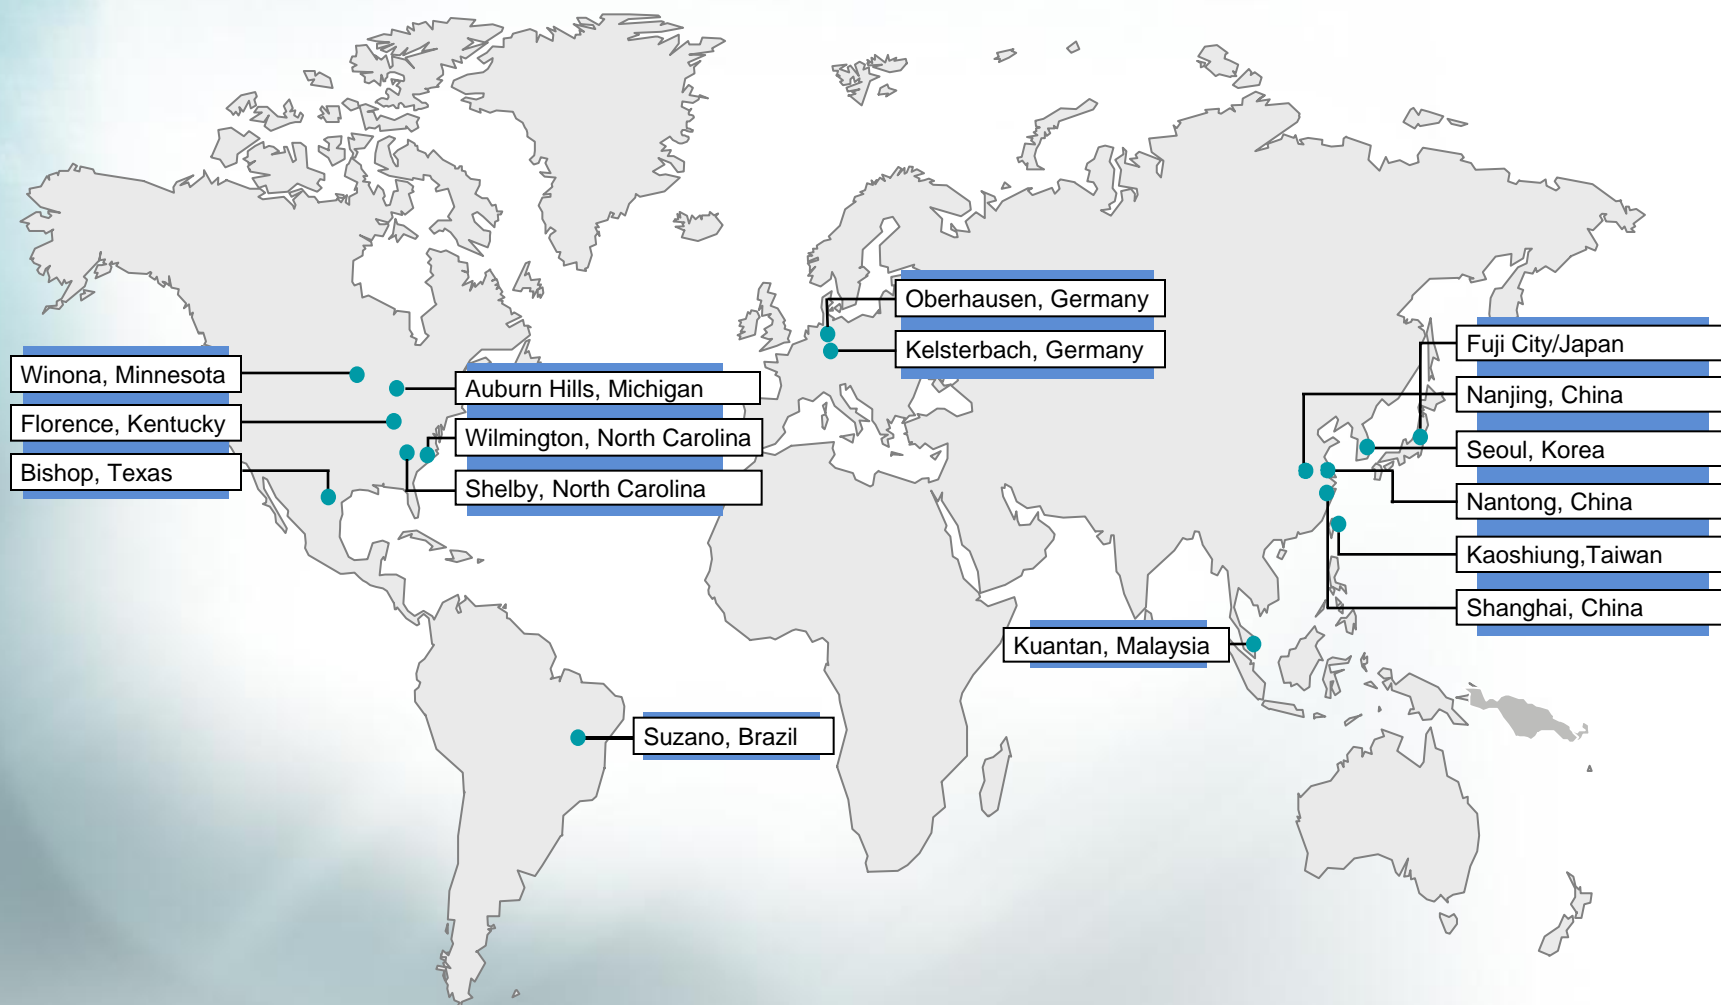 Oberhausen, Germany
Kelsterbach, Germany
Winona, Minnesota
Florence, Kentucky
Bishop, Texas
Auburn Hills, Michigan
Wilmington, North Carolina
Shelby, North Carolina
Fuji City/Japan
Nanjing, China
Seoul, Korea
Nantong, China
Kaoshiung,Taiwan
Shanghai, China
Kuantan, Malaysia
Suzano, Brazil